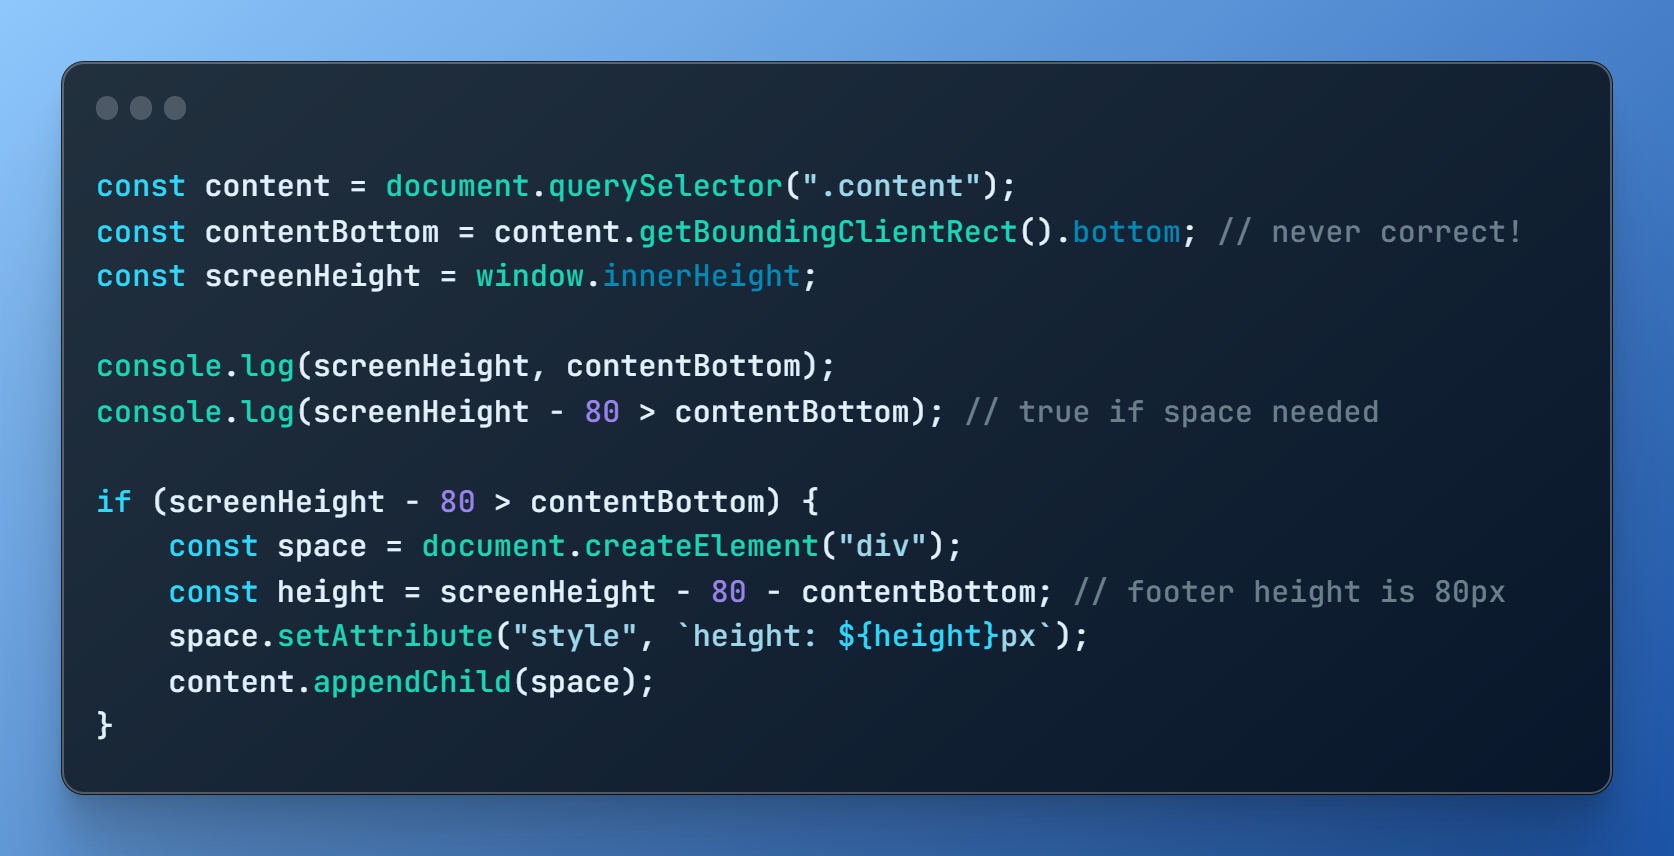 const content = document.querySelector(".content");
const contentBottom = content.getBoundingClientRect().bottom; // never correct!
const screenHeight = window.innerHeight;

console.log(screenHeight, contentBottom);
console.log(screenHeight - 80 > contentBottom); // true if space needed

if (screenHeight - 80 > contentBottom) {
    const space = document.createElement("div");
    const height = screenHeight - 80 - contentBottom; // footer height is 80px
    space.setAttribute("style", `height: ${height}px`);
    content.appendChild(space);
}